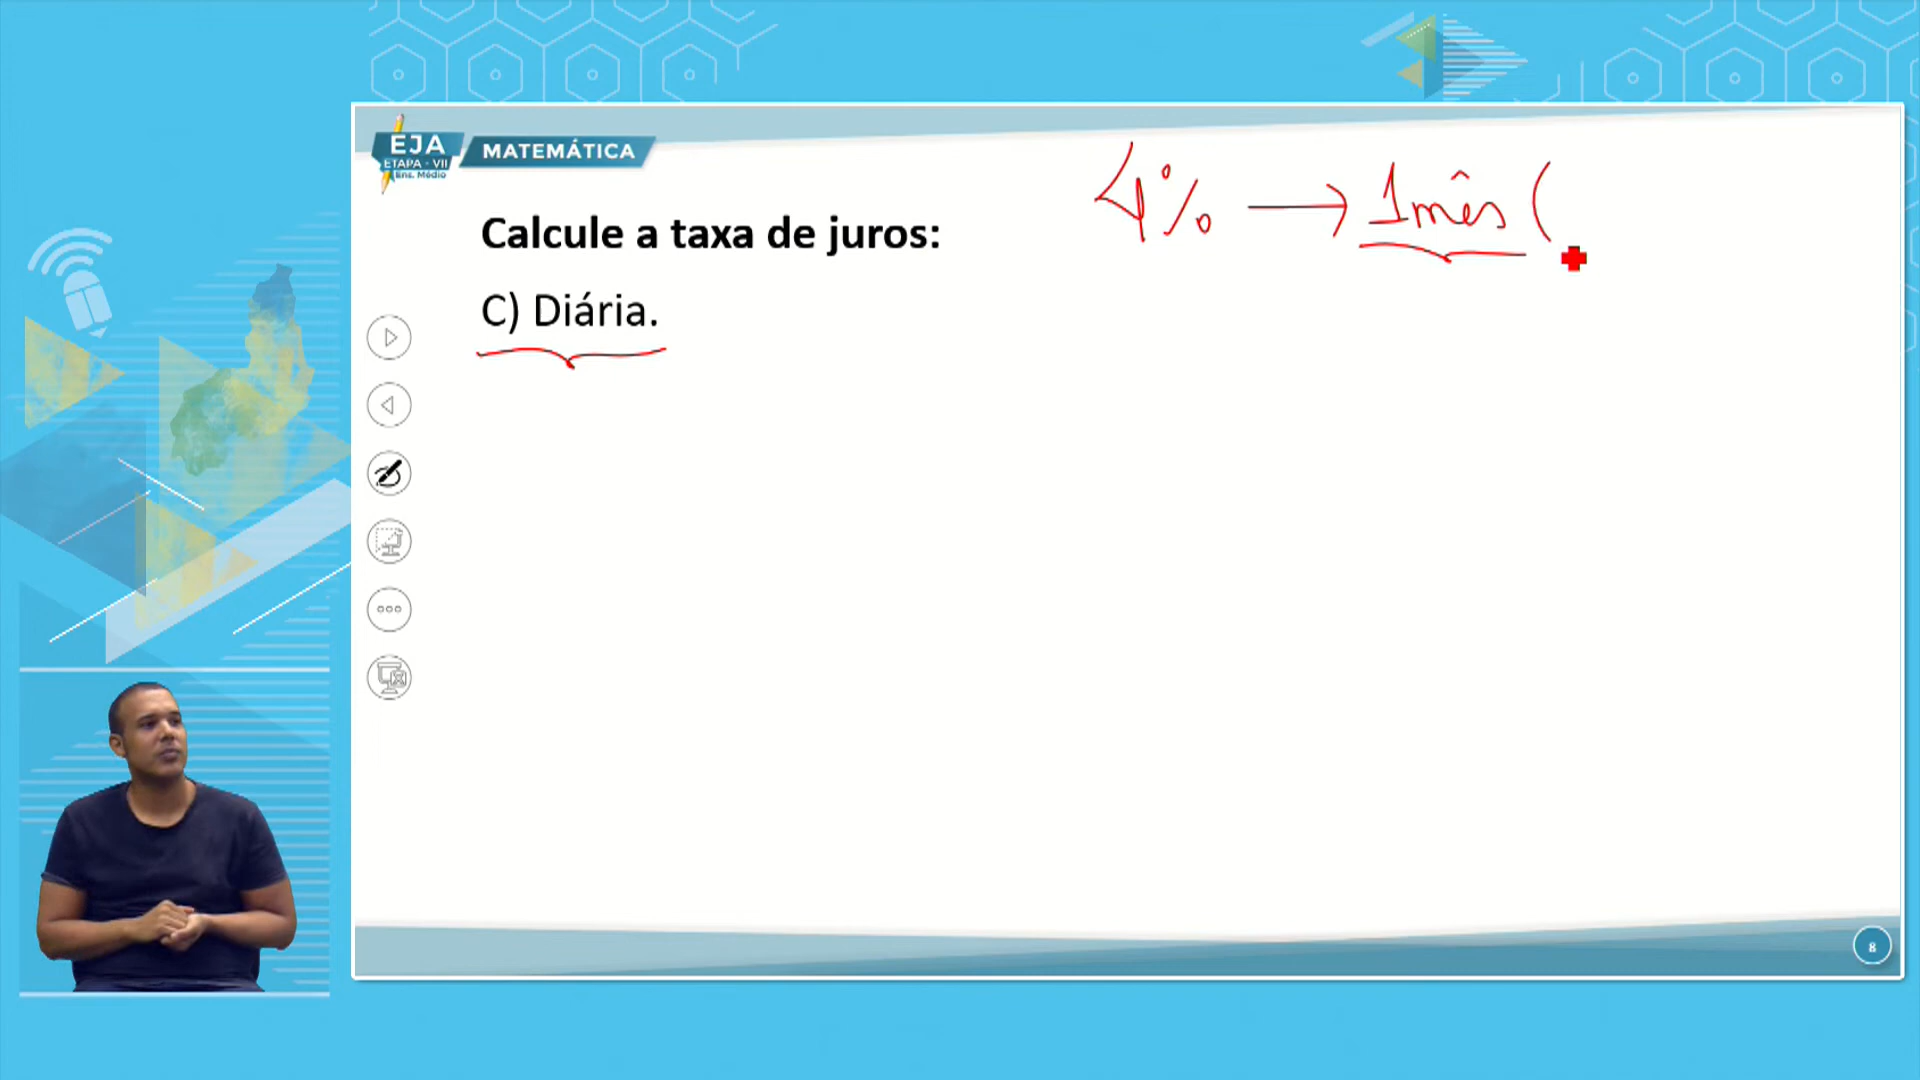 EJA
ETAPA - VII
Ens. Médio
MATEMÁTICA
4% → 1 mês (
Calcule a taxa de juros:
C) Diária.
8